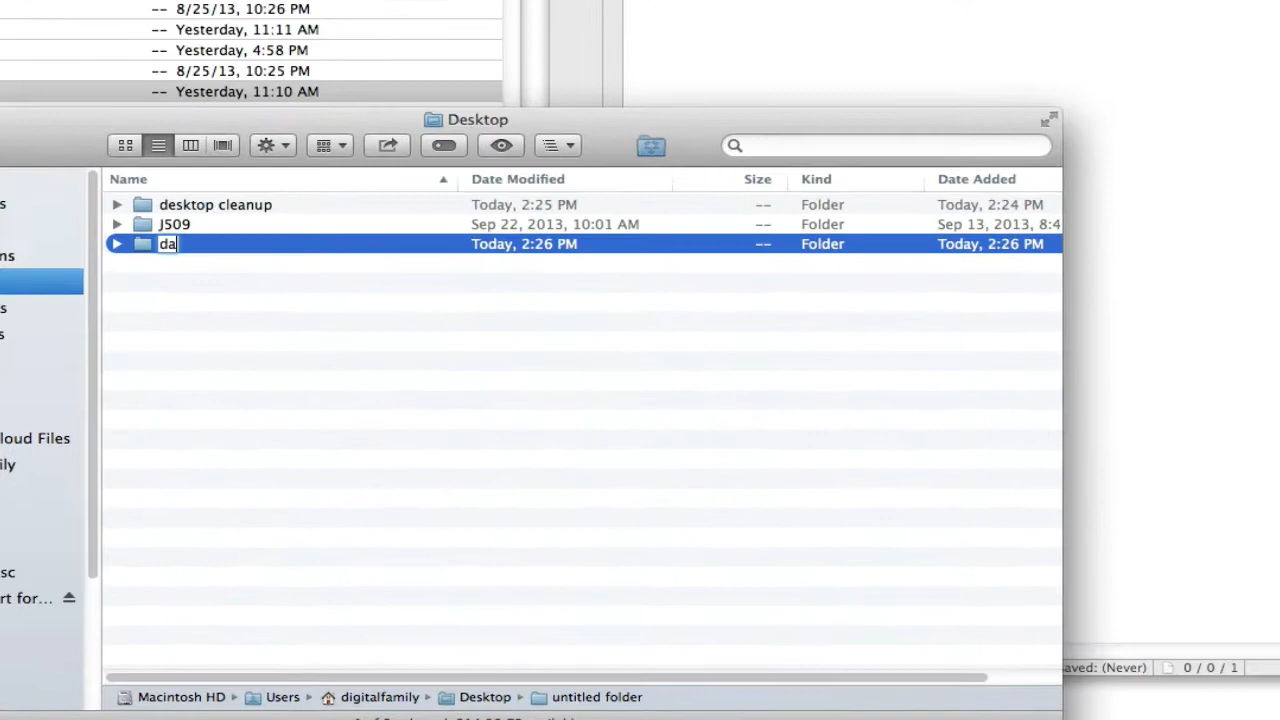 -- 8/25/13, 10:26 PM
-- Yesterday, 11:11 AM
-- Yesterday, 4:58 PM
-- 8/25/13, 10:25 PM
-- Yesterday, 11:10 AM
Desktop
Name Date Modified Size Kind Date Added
desktop cleanup Today, 2:25 PM -- Folder Today, 2:24 PM
J509 Sep 22, 2013, 10:01 AM -- Folder Sep 13, 2013, 8:4
da Today, 2:26 PM -- Folder Today, 2:26 PM
s
ns
s
s
loud Files
ily
sc
rt for...
aved: (Never) 0 / 0 / 1
Macintosh HD Users digitalfamily Desktop untitled folder